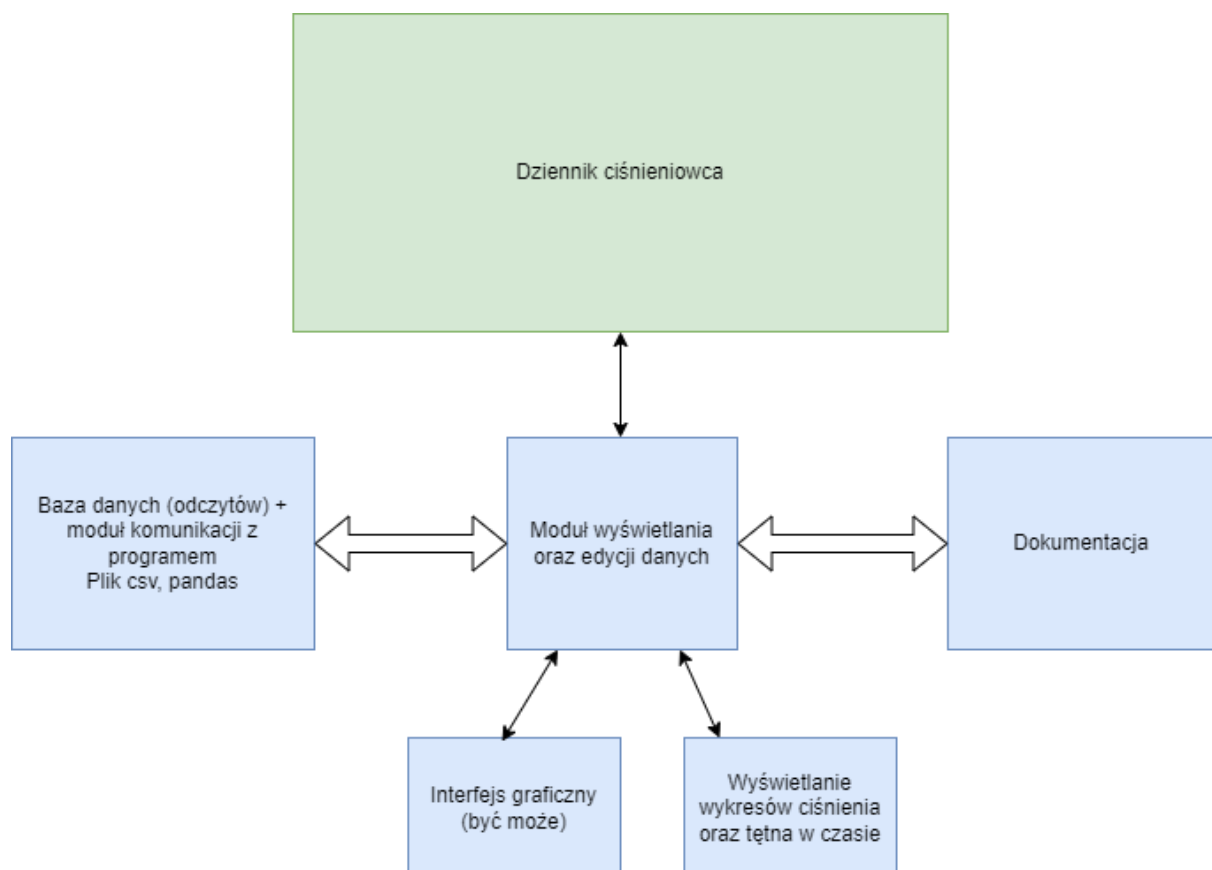 Dziennik ciśnieniowca
Baza danych (odczytów) +
moduł komunikacji z
programem
Plik csv, pandas
Moduł wyświetlania
oraz edycji danych
Dokumentacja
Interfejs graficzny
(być może)
Wyświetlanie
wykresów ciśnienia
oraz tętna w czasie